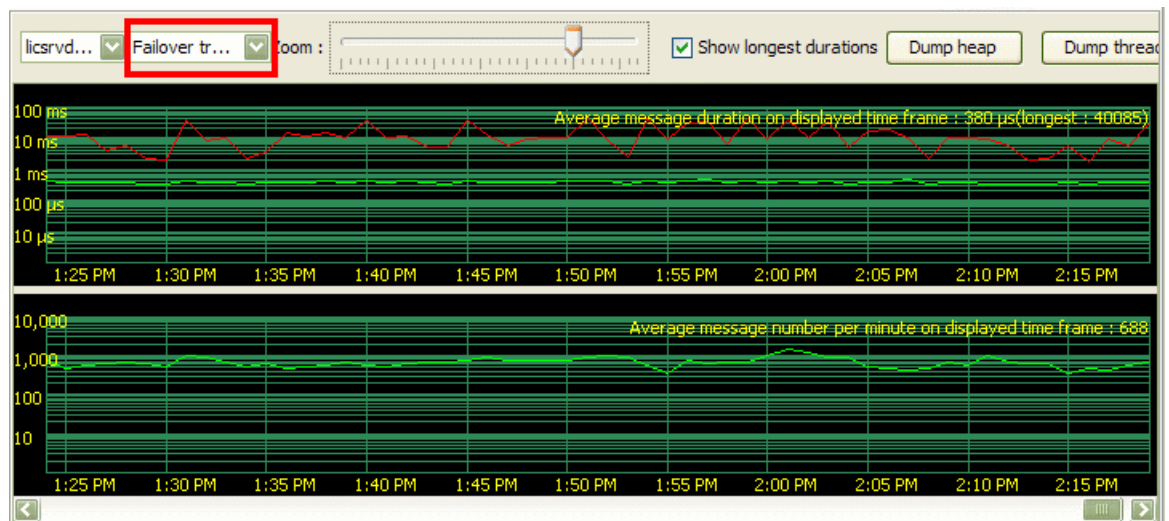 licsrvd... Failover tr... Zoom : Show longest durations Dump heap Dump threac
100 ms
Average message duration on displayed time frame : 380 µs(longest : 40085)
10 ms
1 ms
100 µs
10 µs
1:25 PM 1:30 PM 1:35 PM 1:40 PM 1:45 PM 1:50 PM 1:55 PM 2:00 PM 2:05 PM 2:10 PM 2:15 PM
10,000
Average message number per minute on displayed time frame : 688
1,000
100
10
1:25 PM 1:30 PM 1:35 PM 1:40 PM 1:45 PM 1:50 PM 1:55 PM 2:00 PM 2:05 PM 2:10 PM 2:15 PM